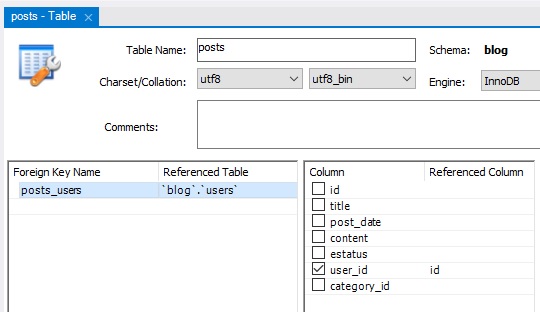 posts - Table ×
Table Name: posts Schema: blog
Charset/Collation: utf8 utf8_bin Engine: InnoDB
Comments:
Foreign Key Name Referenced Table
posts_users `blog`.`users`
Column Referenced Column
id
title
post_date
content
estatus
user_id id
category_id